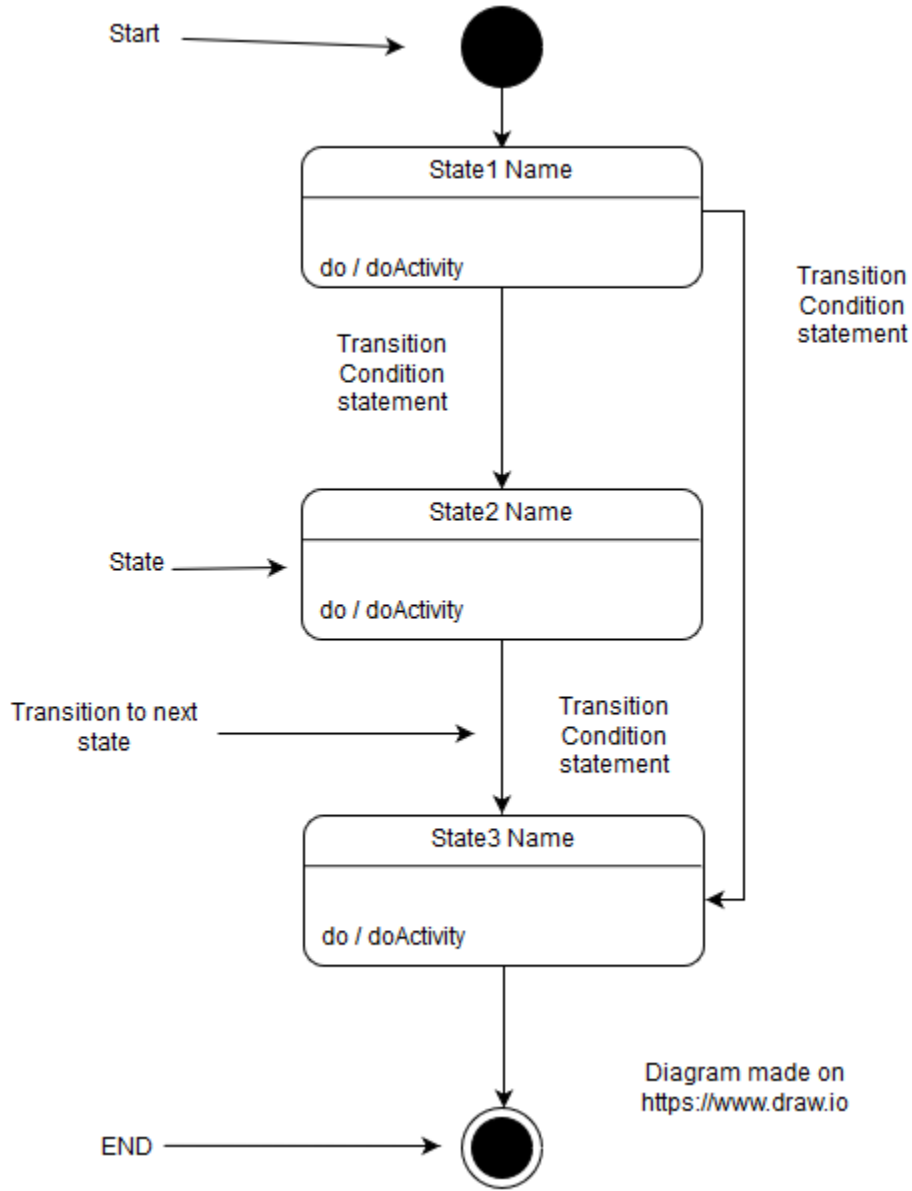 Start
State1 Name
do / doActivity
Transition
Condition
statement
Transition
Condition
statement
State2 Name
State
do / doActivity
Transition to next
state
Transition
Condition
statement
State3 Name
do / doActivity
Diagram made on
https://www.draw.io
END